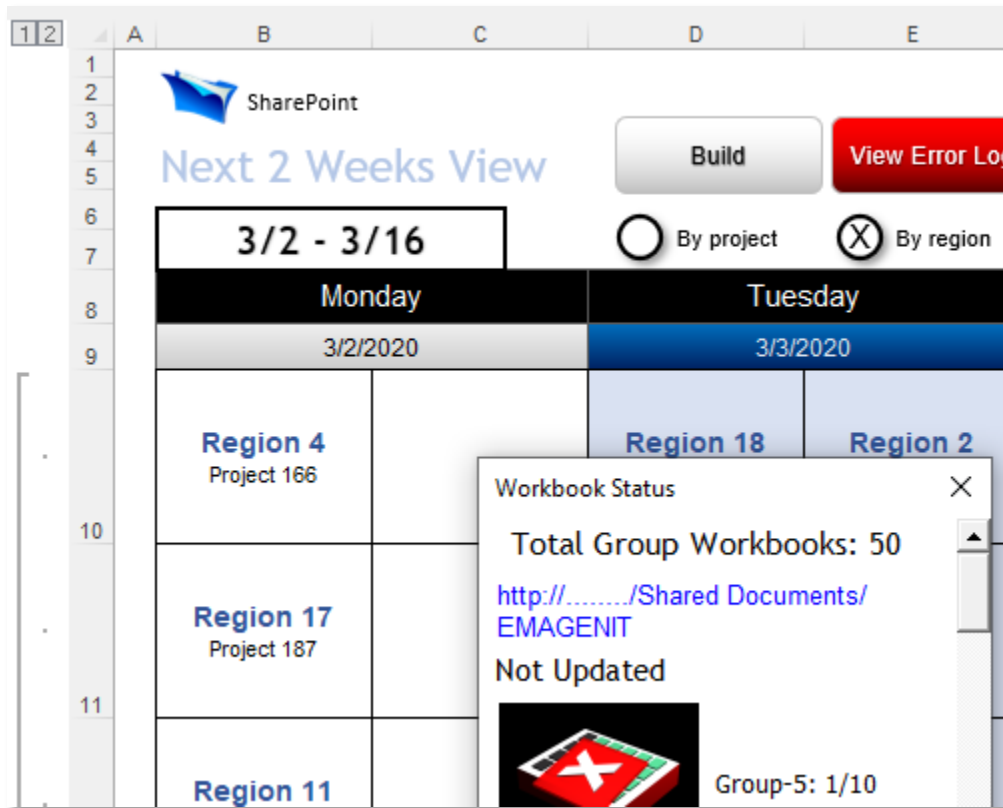 1 2
A B C D E
1
2
SharePoint
3
4
Next 2 Weeks View
Build
View Error Log
5
6
3/2 - 3/16
By project
X
By region
7
8
Monday
Tuesday
9
3/2/2020
3/3/2020
Region 4
Region 18
Region 2
Project 166
10
Region 17
Project 187
11
Region 11
Workbook Status
Total Group Workbooks: 50
http://......../Shared Documents/
EMAGENIT
Not Updated
X
Group-5: 1/10